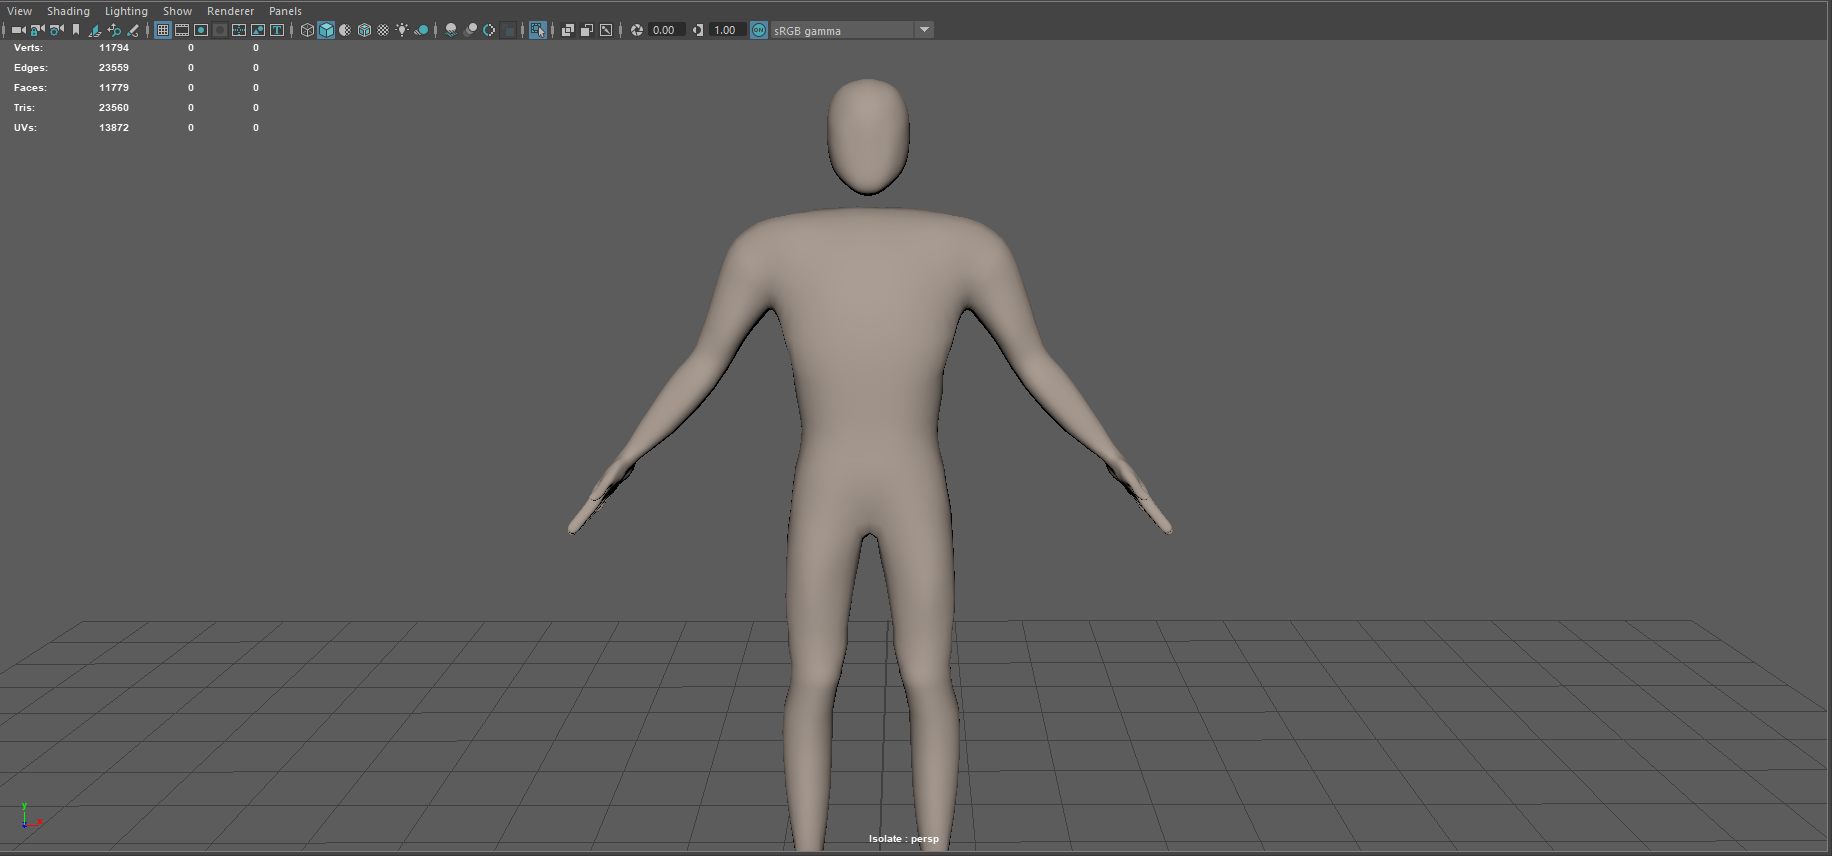 View Shading Lighting Show Renderer Panels
0.00 1.00 ON sRGB gamma
Verts: 11794 0 0
Edges: 23559 0 0
Faces: 11779 0 0
Tris: 23560 0 0
UVs: 13872 0 0
y
x
Isolate : persp